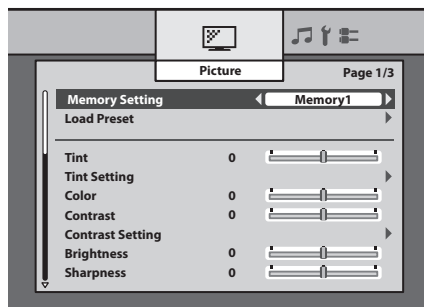 Picture
Page 1/3
Memory Setting Memory1
Load Preset
Tint 0
Tint Setting
Color 0
Contrast 0
Contrast Setting
Brightness 0
Sharpness 0